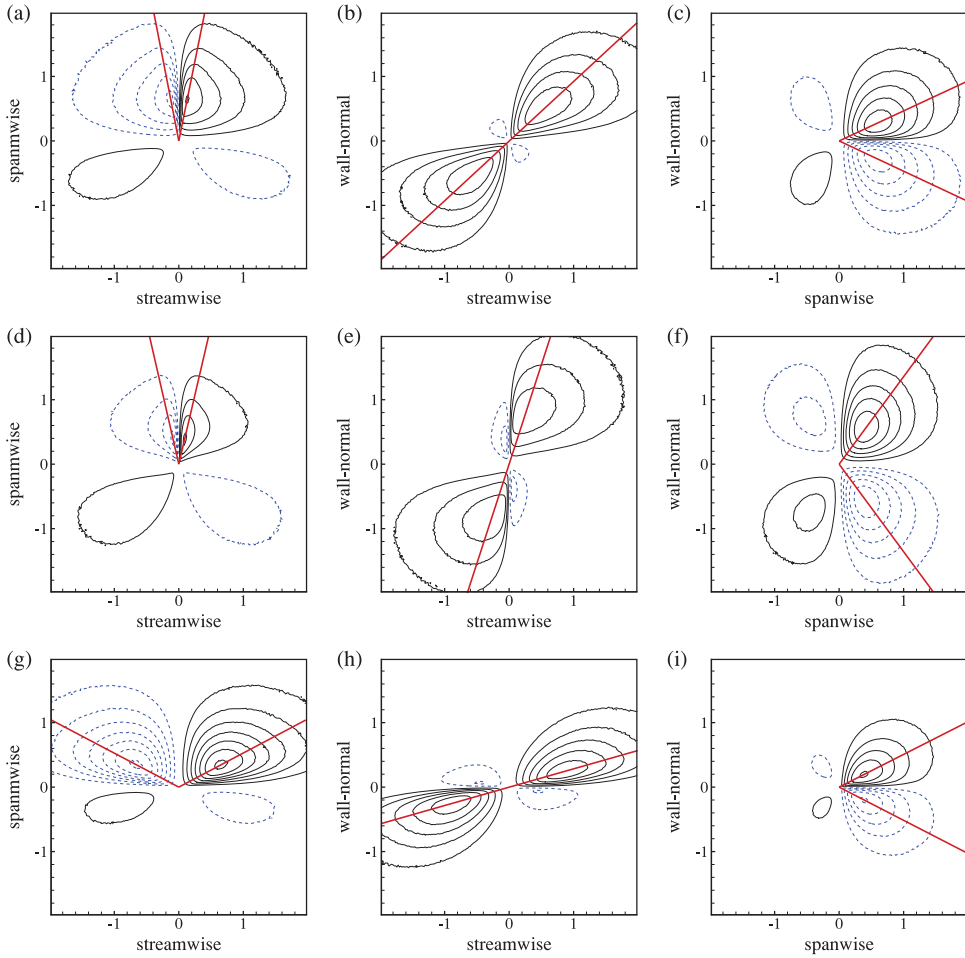 (a) (b) (c)
spanmwise wall-normal wall-normal
1 1 1
0 0 0
-1 -1 -1
-1 0 1 -1 0 1 -1 0 1
streamwise streamwise spanwise
(d) (e) (f)
spanmwise wall-normal wall-normal
1 1 1
0 0 0
-1 -1 -1
-1 0 1 -1 0 1 -1 0 1
streamwise streamwise spanwise
(g) (h) (i)
spanmwise wall-normal wall-normal
1 1 1
0 0 0
-1 -1 -1
-1 0 1 -1 0 1 -1 0 1
streamwise streamwise spanwise